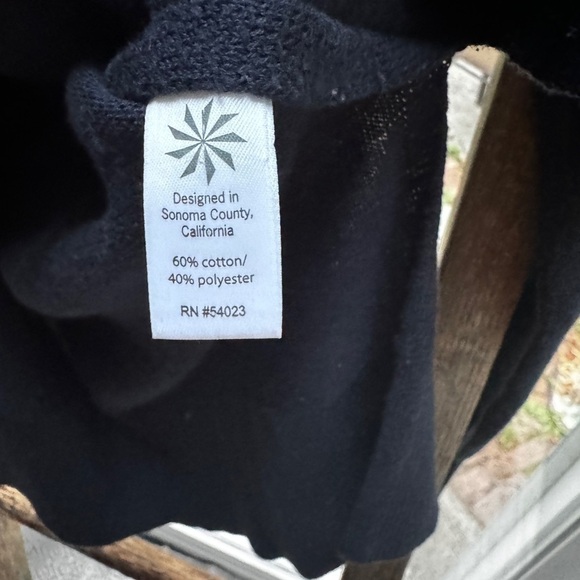 Designed in
Sonoma County,
California
60% cotton/
40% polyester
RN #54023